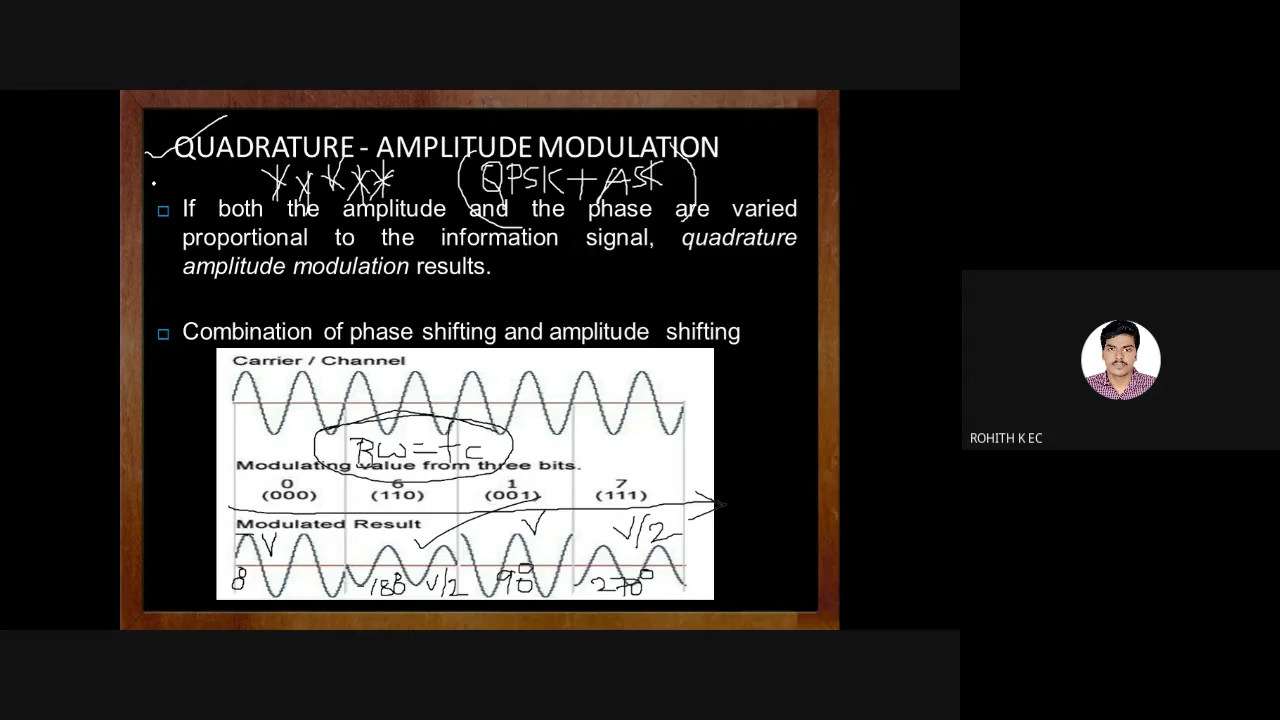 QUADRATURE - AMPLITUDE MODULATION
QPSK + ASK
If both the amplitude and the phase are varied
proportional to the information signal, quadrature
amplitude modulation results.
Combination of phase shifting and amplitude shifting
Carrier / Channel
BW = fc
Modulating value from three bits.
0 6 1 7
(000) (110) (001) (111)
Modulated Result
V V V/2
0 180 V/2 90° 270°
ROHITH K EC